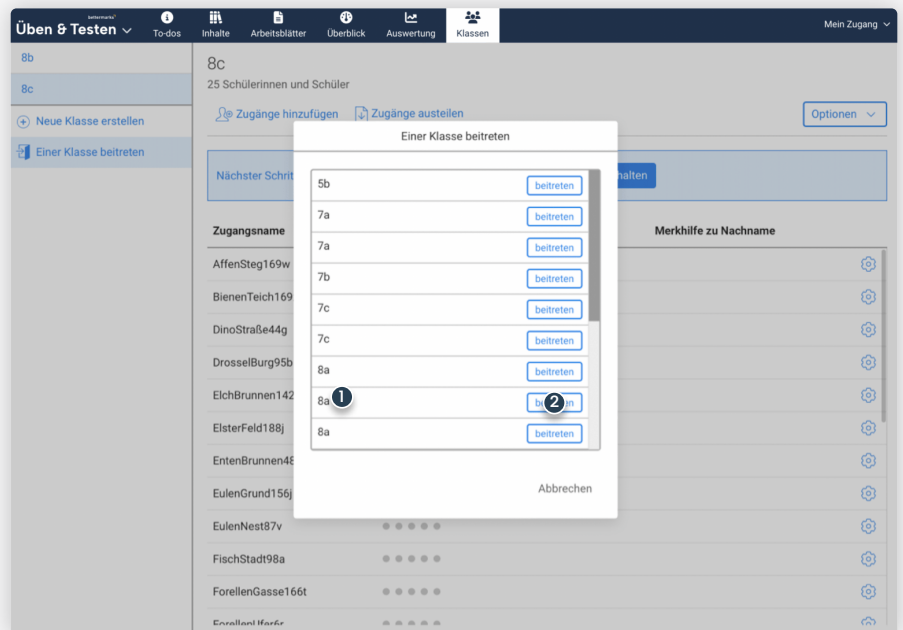 bettermarks
Üben & Testen
To-dos
Inhalte
Arbeitsblätter
Überblick
Auswertung
Klassen
Mein Zugang
8b
8c
Neue Klasse erstellen
Einer Klasse beitreten
8c
25 Schülerinnen und Schüler
Zugänge hinzufügen
Zugänge austeilen
Optionen
Nächster Schrit
halten
Zugangsname
Merkhilfe zu Nachname
AffenSteg169w
BienenTeich169
DinoStraße44g
DrosselBurg95b
ElchBrunnen142
ElsterFeld188j
EntenBrunnen48
EulenGrund156j
EulenNest87v
FischStadt98a
ForellenGasse166t
ForellenUfer6r
Einer Klasse beitreten
5b beitreten
7a beitreten
7a beitreten
7b beitreten
7c beitreten
7c beitreten
8a beitreten
8a 1 2
8a beitreten
Abbrechen